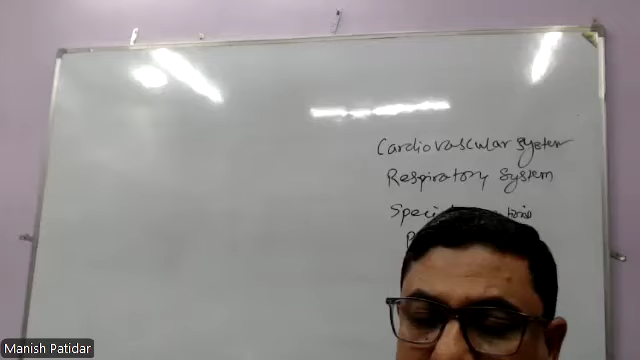 Cardiovascular System
Respiratory System
Manish Patidar